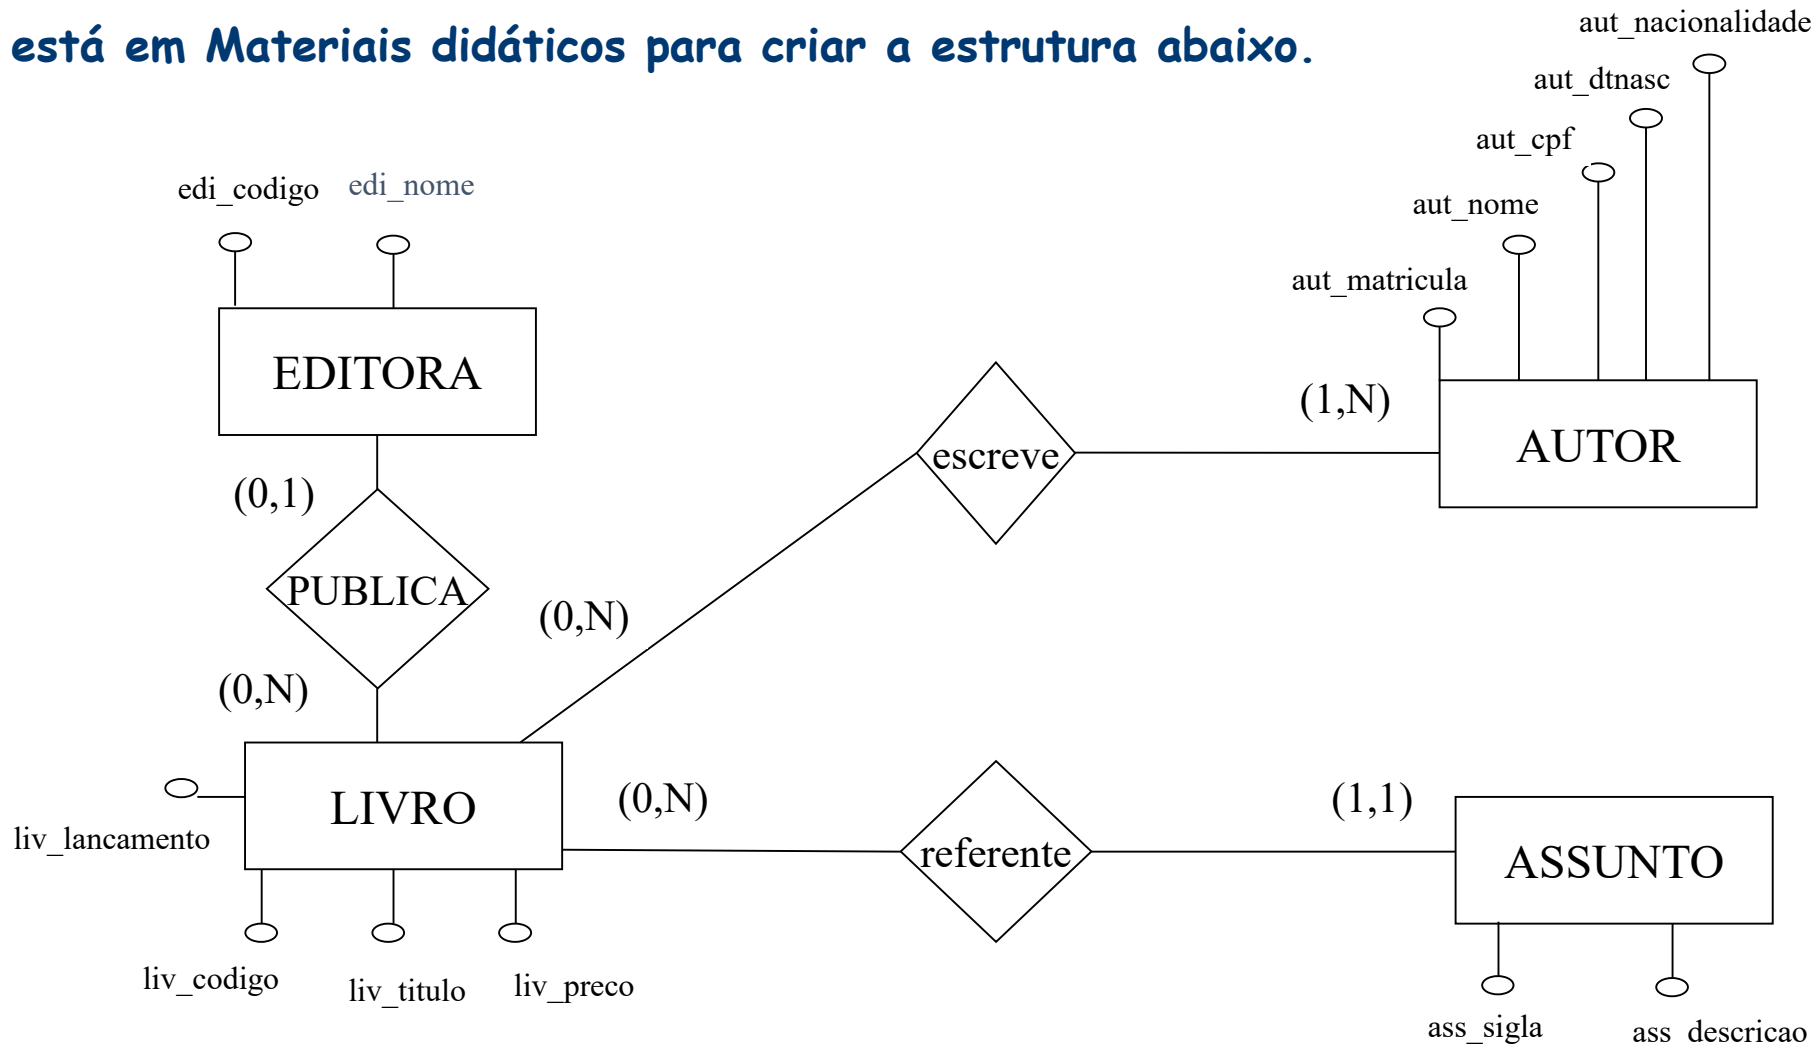 está em Materiais didáticos para criar a estrutura abaixo.
aut_nacionalidade
aut_dtnasc
aut_cpf
aut_nome
aut_matricula
edi_codigo
edi_nome
EDITORA
(0,1)
PUBLICA
(0,N)
escreve
(1,N)
AUTOR
(0,N)
LIVRO
liv_lancamento
liv_codigo
liv_titulo
liv_preco
(0,N)
referente
(1,1)
ASSUNTO
ass_sigla
ass_descricao